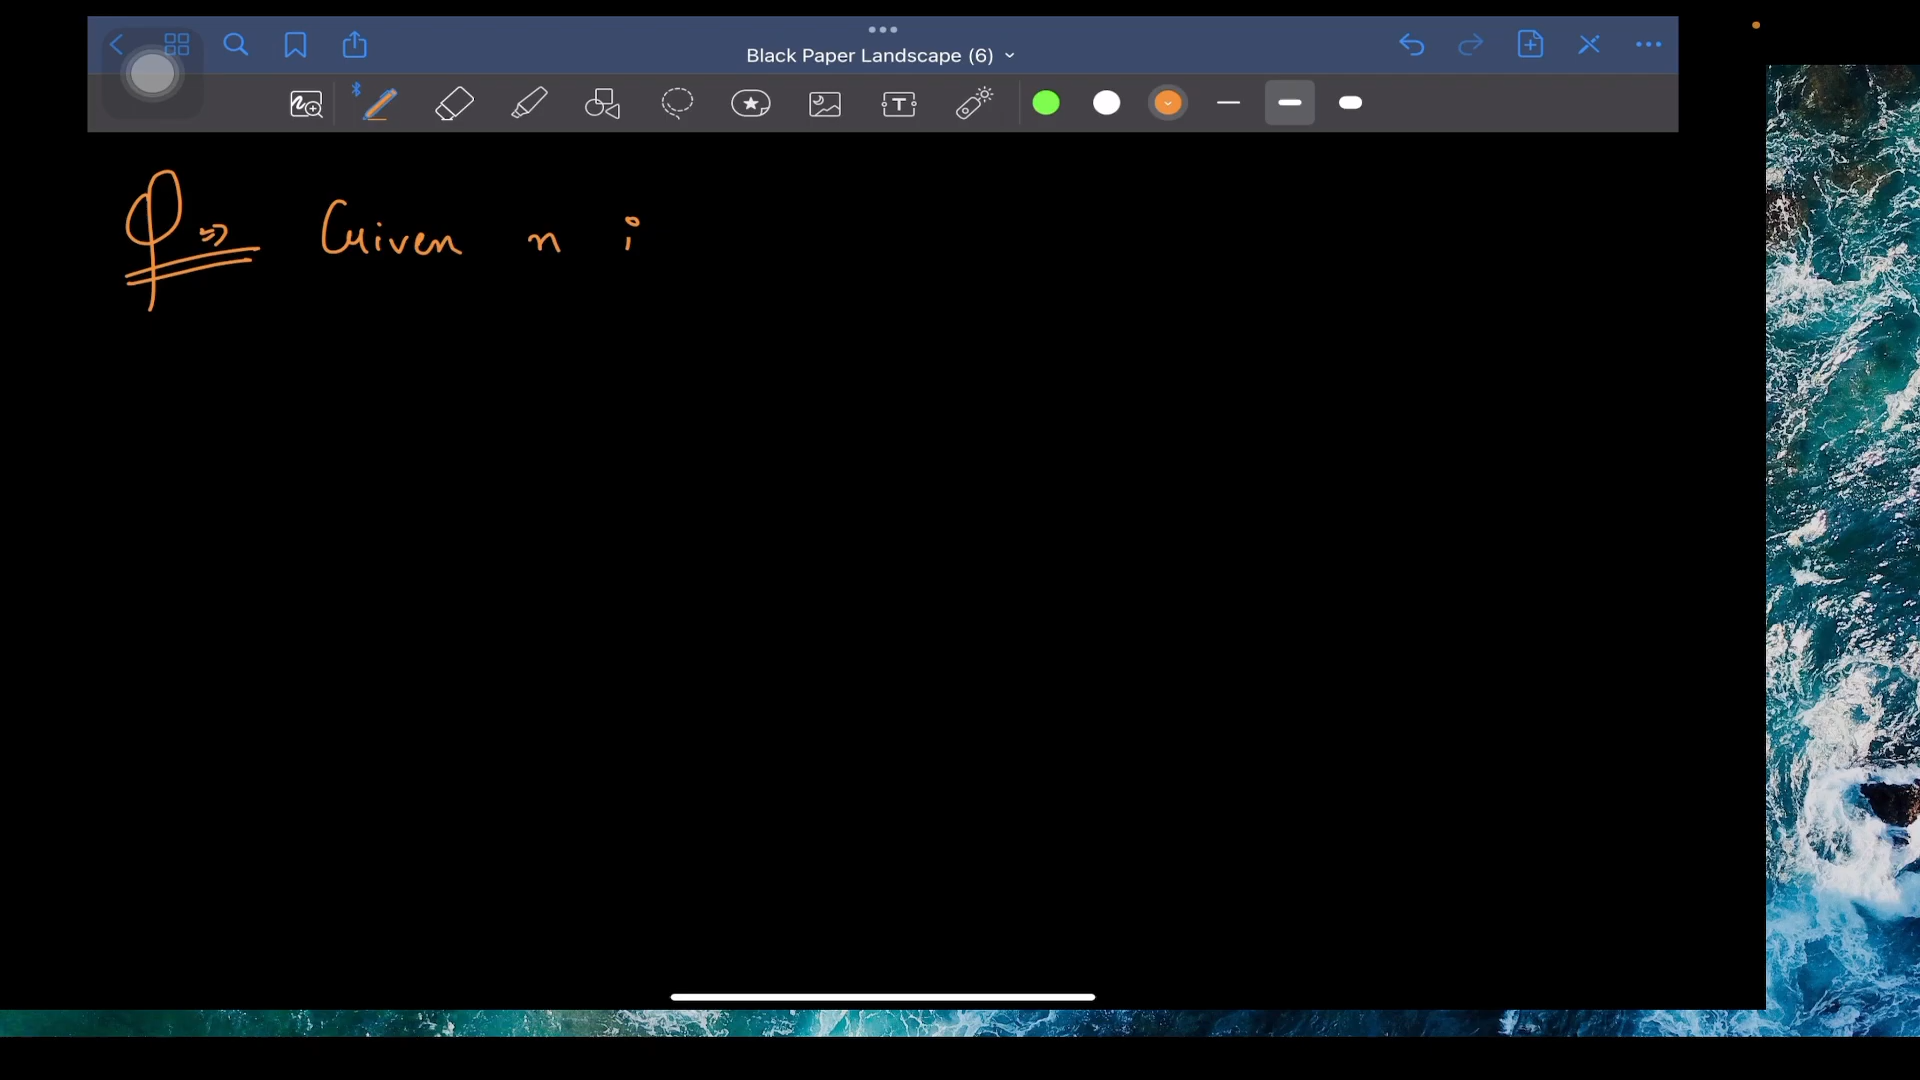 Black Paper Landscape (6)
T
Q ⇒ Given n i